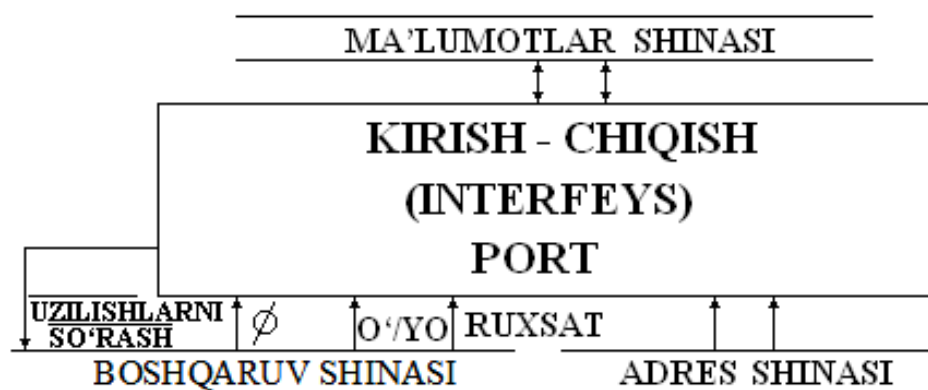 MA’LUMOTLAR SHINASI
KIRISH - CHIQISH
(INTERFEYS)
PORT
UZILISHLARNI
SO‘RASH
ϕ
O‘/YO
RUXSAT
BOSHQARUV SHINASI
ADRES SHINASI